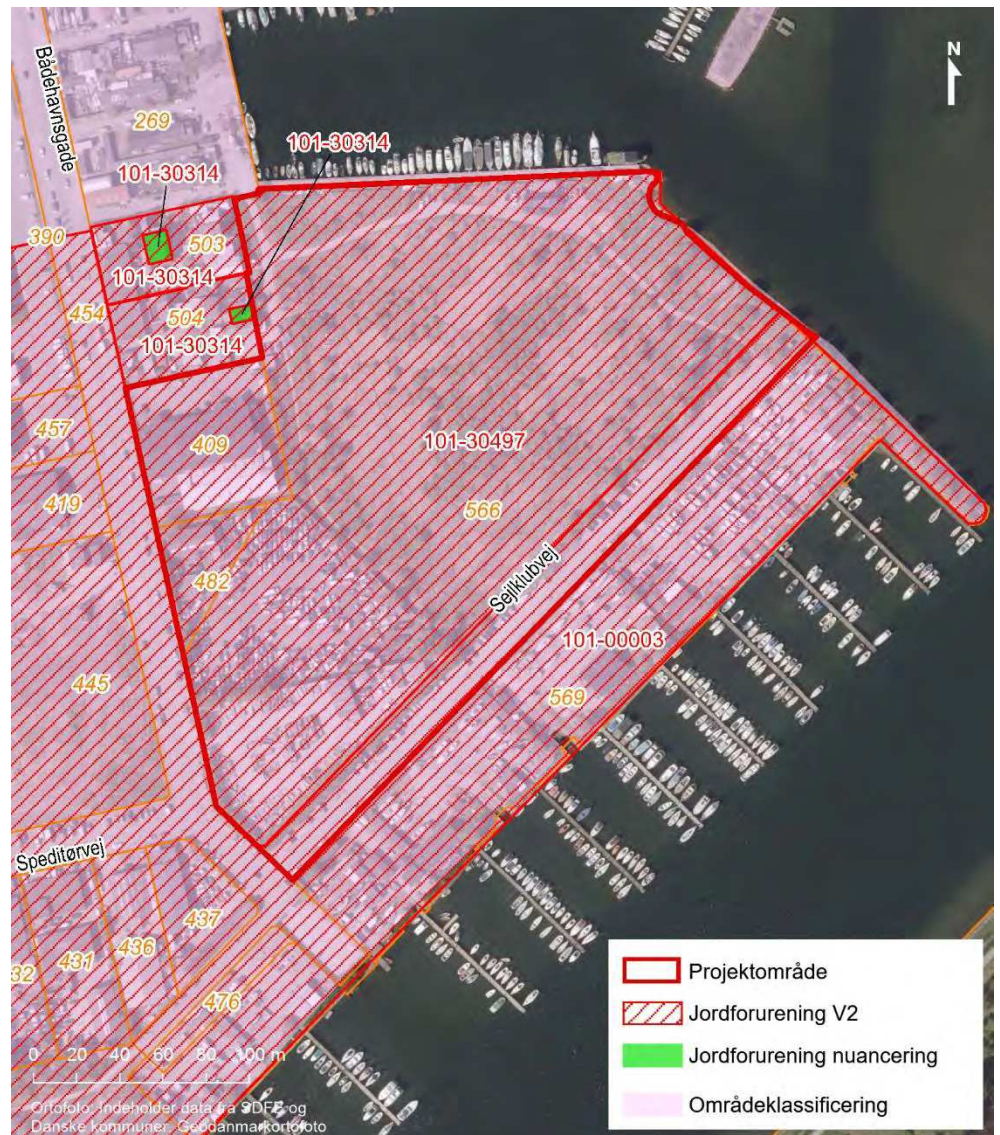 N
Bådehavnsgade
269
101-30314
101-30314
390
503
101-30314
454
504
101-30314
457
409
101-30497
419
566
482
Sejlklubvej
101-00003
445
569
Speditørvej
437
436
431
32
476
0 20 40 60 80 100 m
Ortofoto: Indeholder data fra SDFE og
Danske kommuner, Geodanmarkortofoto
Projektområde
Jordforurening V2
Jordforurening nuancering
Områdeklassificering